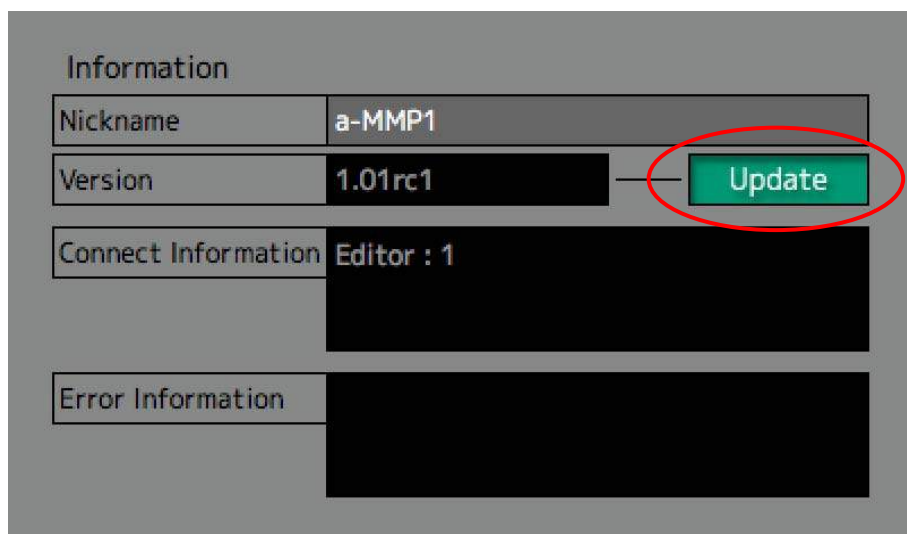 Information
Nickname a-MMP1
Version 1.01rc1 Update
Connect Information Editor : 1
Error Information